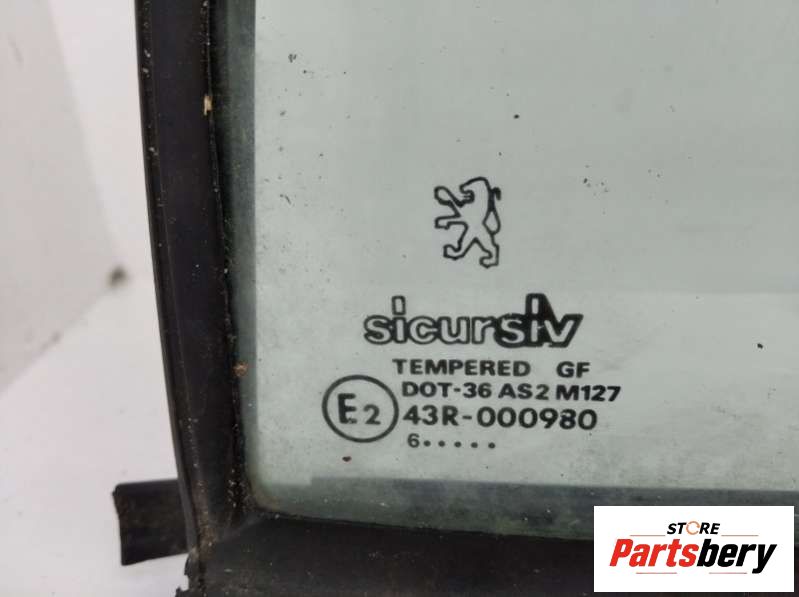 sicursiv
TEMPERED GF
DOT-36 AS2 M127
E2 43R-000980
6.....
STORE
Partsbery